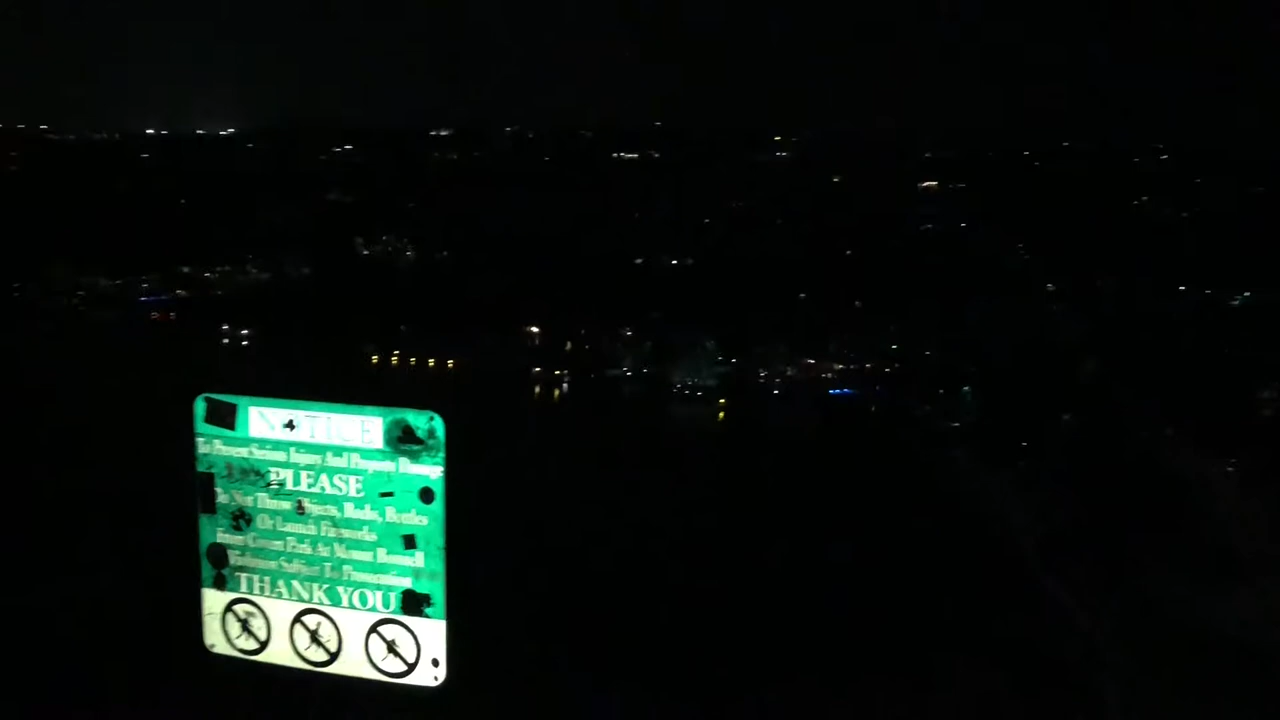 NOTICE
To Prevent Serious Injury And Property Damage
PLEASE
Do Not Throw Objects, Rocks, Bottles
Or Launch Fireworks
From Covert Park At Mount Bonnell
Violators Subject To Prosecution
THANK YOU